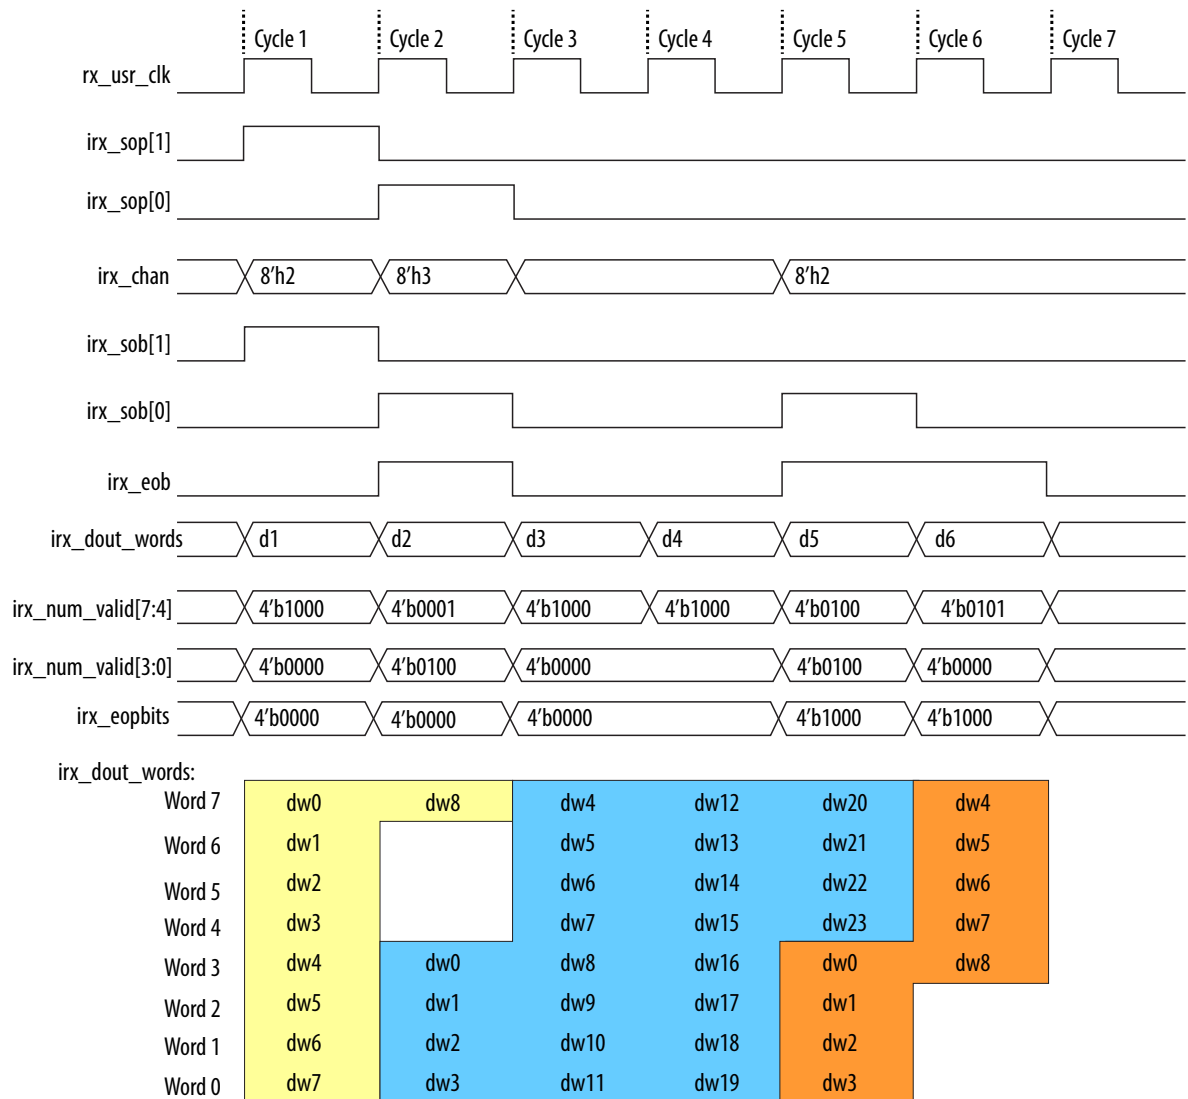 Cycle 1 Cycle 2 Cycle 3 Cycle 4 Cycle 5 Cycle 6 Cycle 7
rx_usr_clk
irx_sop[1]
irx_sop[0]
irx_chan 8’h2 8’h3 8’h2
irx_sob[1]
irx_sob[0]
irx_eob
irx_dout_words d1 d2 d3 d4 d5 d6
irx_num_valid[7:4] 4’b1000 4’b0001 4’b1000 4’b1000 4’b0100 4’b0101
irx_num_valid[3:0] 4’b0000 4’b0100 4’b0000 4’b0100 4’b0000
irx_eopbits 4’b0000 4’b0000 4’b0000 4’b1000 4’b1000
irx_dout_words:
Word 7 dw0 dw8 dw4 dw12 dw20 dw4
Word 6 dw1 dw5 dw13 dw21 dw5
Word 5 dw2 dw6 dw14 dw22 dw6
Word 4 dw3 dw7 dw15 dw23 dw7
Word 3 dw4 dw0 dw8 dw16 dw0 dw8
Word 2 dw5 dw1 dw9 dw17 dw1
Word 1 dw6 dw2 dw10 dw18 dw2
Word 0 dw7 dw3 dw11 dw19 dw3